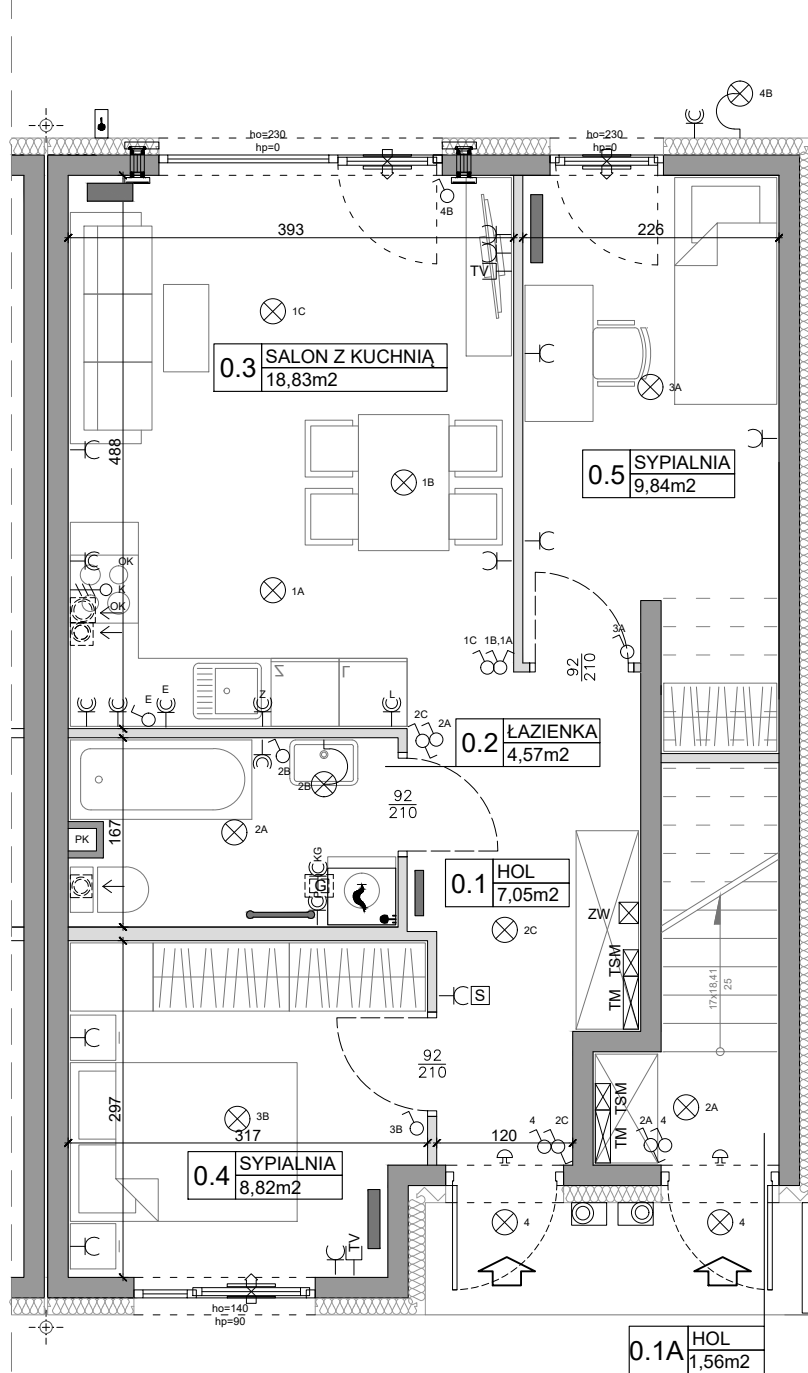 4B
ho=230
hp=0
ho=230
hp=0
4B
393
226
TV
1C
0.3 SALON Z KUCHNIĄ
18,83m2
3A
488
0.5 SYPIALNIA
9,84m2
1B
OK
K
OK
1A
1C 1B,1A
3A
92
210
E E Z L
2C 2A
0.2 ŁAZIENKA
4,57m2
2B
2B
92
210
2A
167
PK
KG
G
P
0.1 HOL
7,05m2
ZW
2C
TM TSM
17x18,41
25
S
92
210
297
3B
317
3B
120
4 2C
TM TSM
2A 4
2A
0.4 SYPIALNIA
8,82m2
TV
4
4
ho=140
hp=90
0.1A HOL
1,56m2